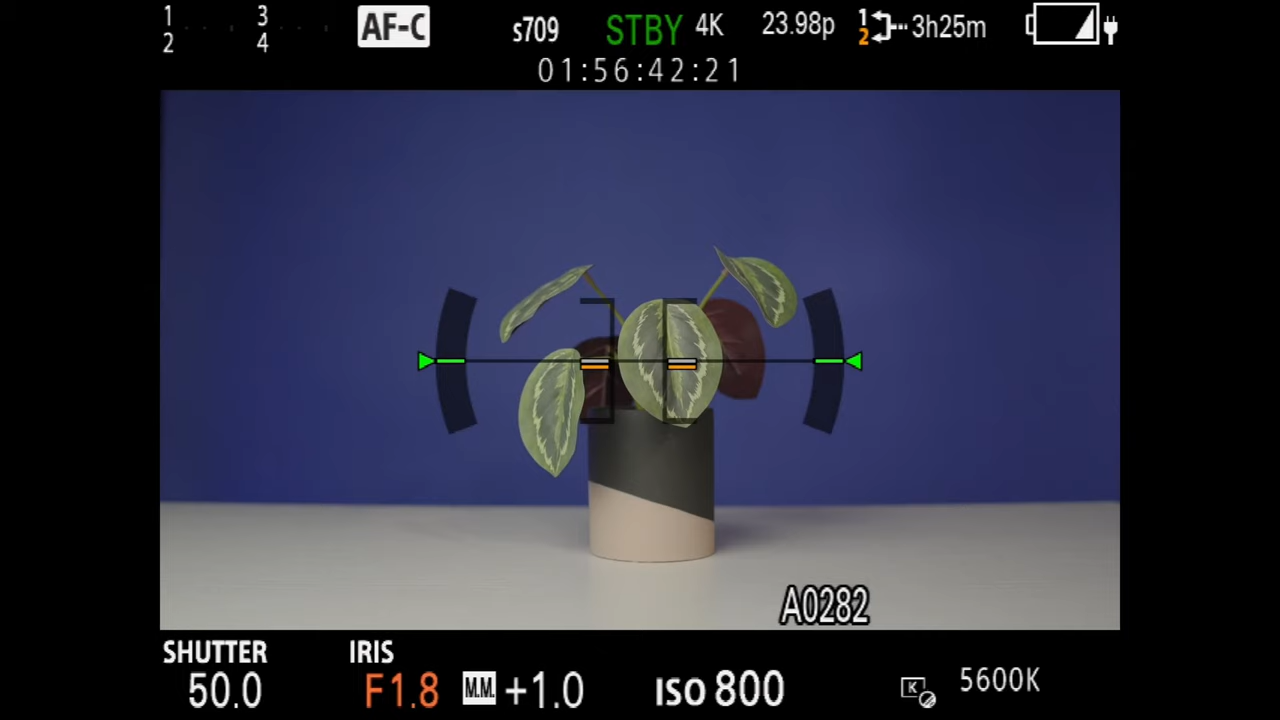 1 3 AF-C s709 STBY 4K 23.98p 1 3h25m
2 4 2
01:56:42:21
A0282
SHUTTER IRIS
50.0 F1.8 M.M. +1.0 ISO 800 K 5600K